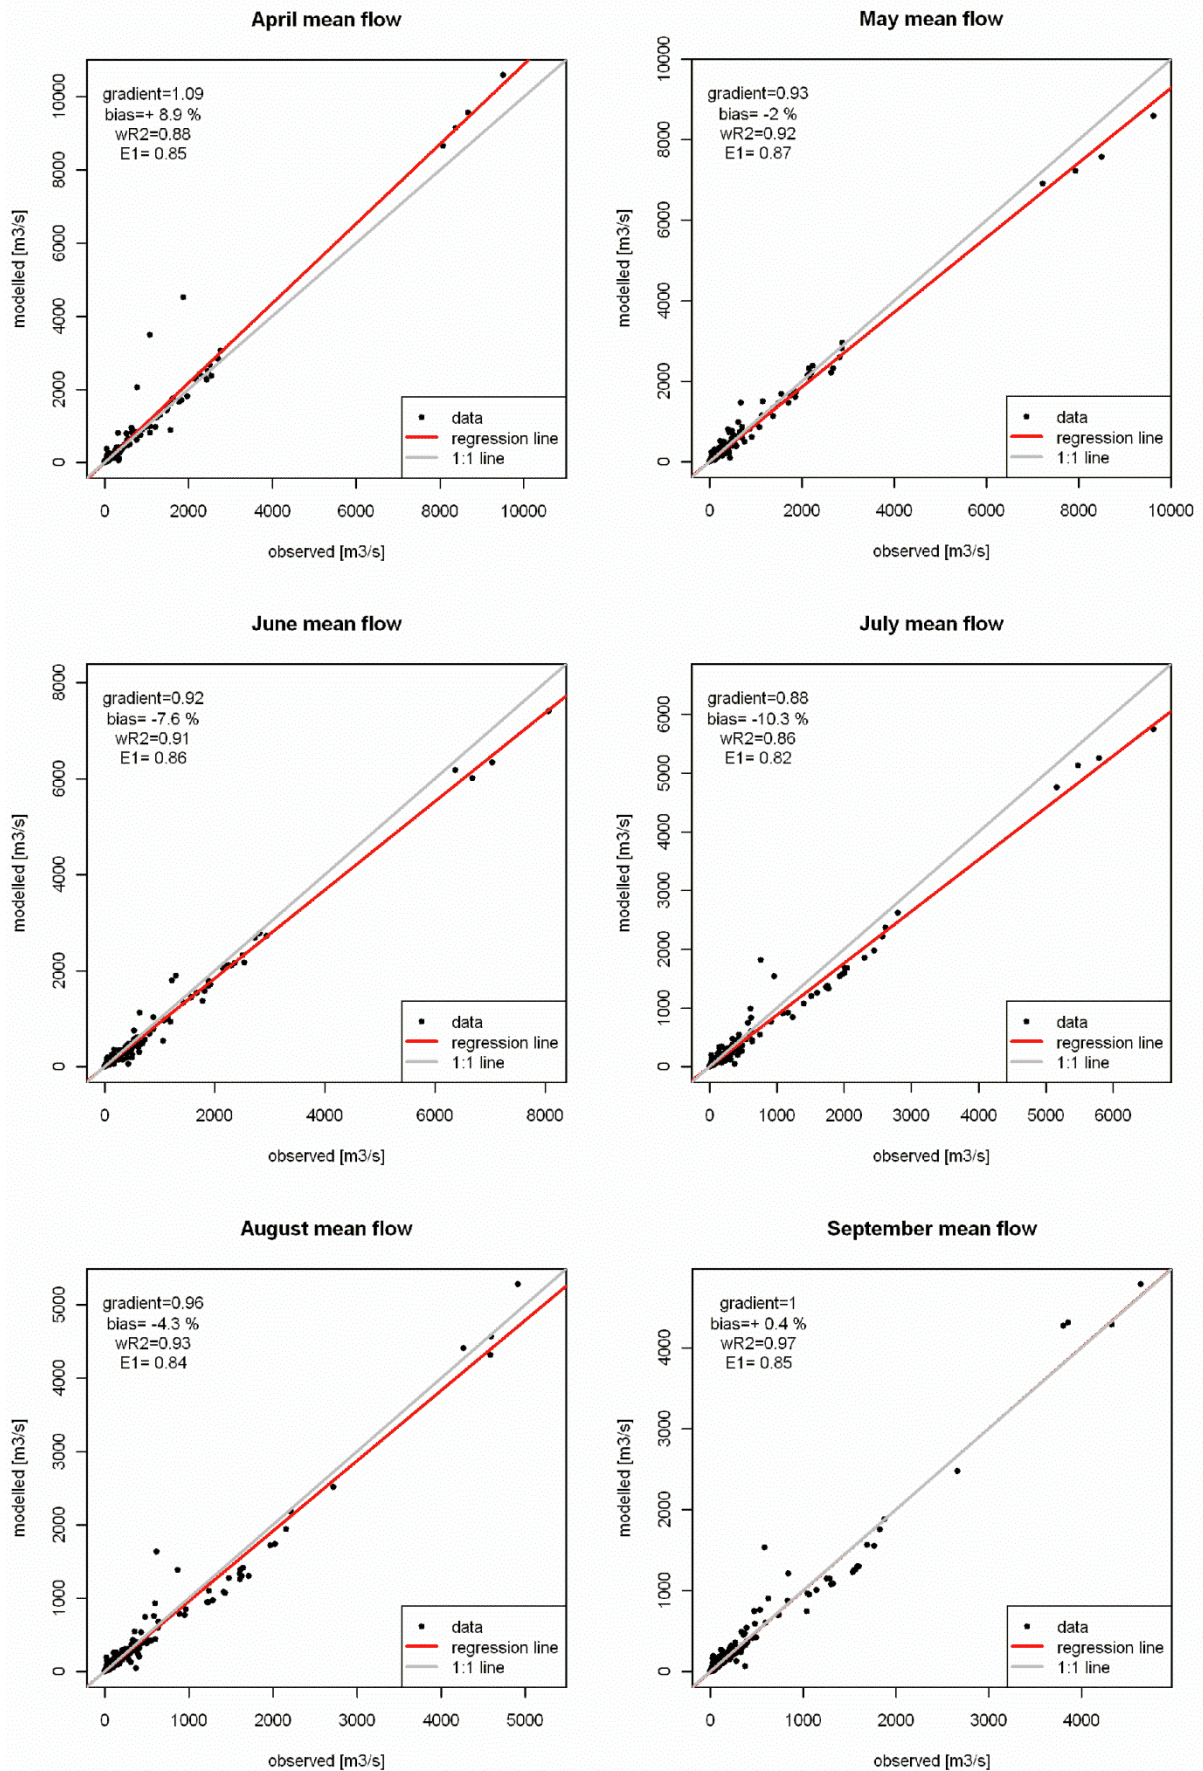 April mean flow
gradient=1.09
bias=+ 8.9 %
wR2=0.88
E1= 0.85
modelled [m3/s]
0
2000
4000
6000
8000
10000
data
regression line
1:1 line
0
2000
4000
6000
8000
10000
observed [m3/s]
May mean flow
gradient=0.93
bias= -2 %
wR2=0.92
E1= 0.87
modelled [m3/s]
0
2000
4000
6000
8000
10000
data
regression line
1:1 line
0
2000
4000
6000
8000
10000
observed [m3/s]
June mean flow
gradient=0.92
bias= -7.6 %
wR2=0.91
E1= 0.86
modelled [m3/s]
0
2000
4000
6000
8000
data
regression line
1:1 line
0
2000
4000
6000
8000
observed [m3/s]
July mean flow
gradient=0.88
bias= -10.3 %
wR2=0.86
E1= 0.82
modelled [m3/s]
0
1000
2000
3000
4000
5000
6000
data
regression line
1:1 line
0
1000
2000
3000
4000
5000
6000
observed [m3/s]
August mean flow
gradient=0.96
bias= -4.3 %
wR2=0.93
E1= 0.84
modelled [m3/s]
0
1000
2000
3000
4000
5000
data
regression line
1:1 line
0
1000
2000
3000
4000
5000
observed [m3/s]
September mean flow
gradient=1
bias=+ 0.4 %
wR2=0.97
E1= 0.85
modelled [m3/s]
0
1000
2000
3000
4000
data
regression line
1:1 line
0
1000
2000
3000
4000
observed [m3/s]